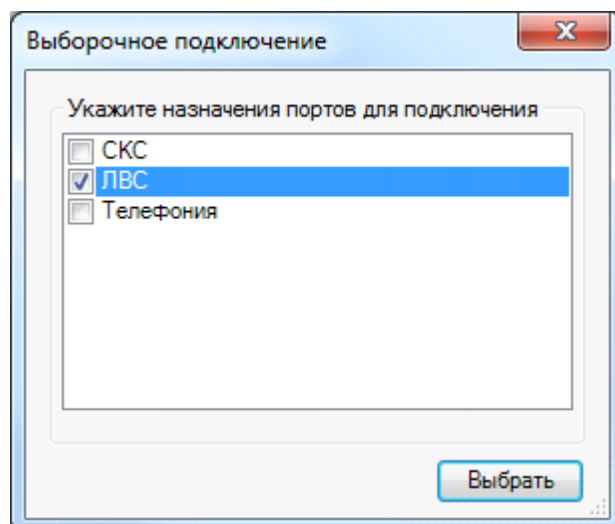 Выборочное подключение
Укажите назначения портов для подключения
СКС
ЛВС
Телефония
Выбрать